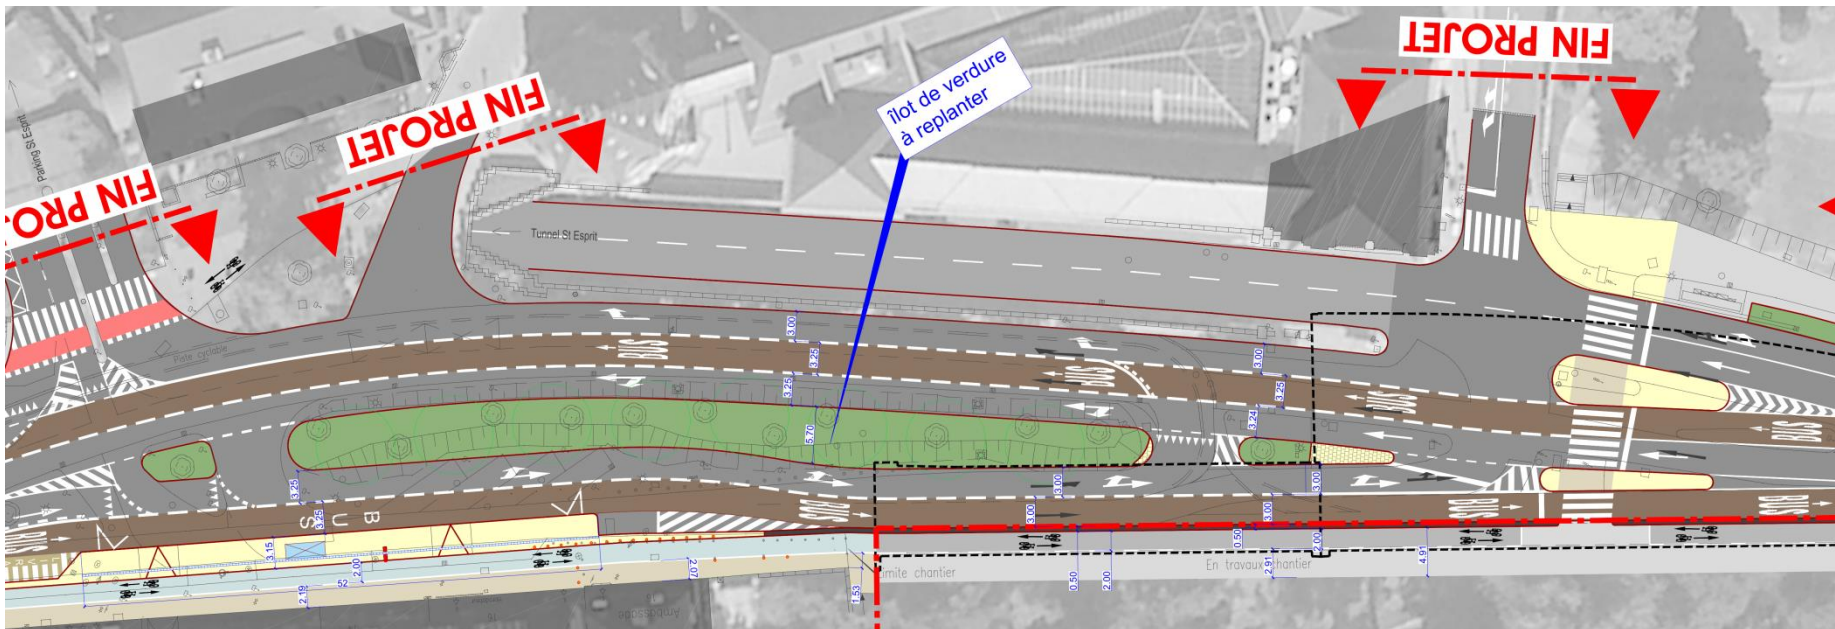 FIN PROJET
FIN PROJET
FIN PROJET
îlot de verdure
à replanter
Parking St Esprit
Tunnel St Esprit
Piste cyclable
3.00
3.25
3.25
5.70
BUS
BUS
BUS
BUS
3.00
3.25
3.24
3.00
3.00
3.00
3.00
3.25
3.25
BUS
BUS
BUS
BUS
BUS
3.15
2.00
52
2.19
2.07
1.53
0.50
2.00
0.50
2.91
2.00
4.91
Limite chantier
En travaux chantier
Ambassade